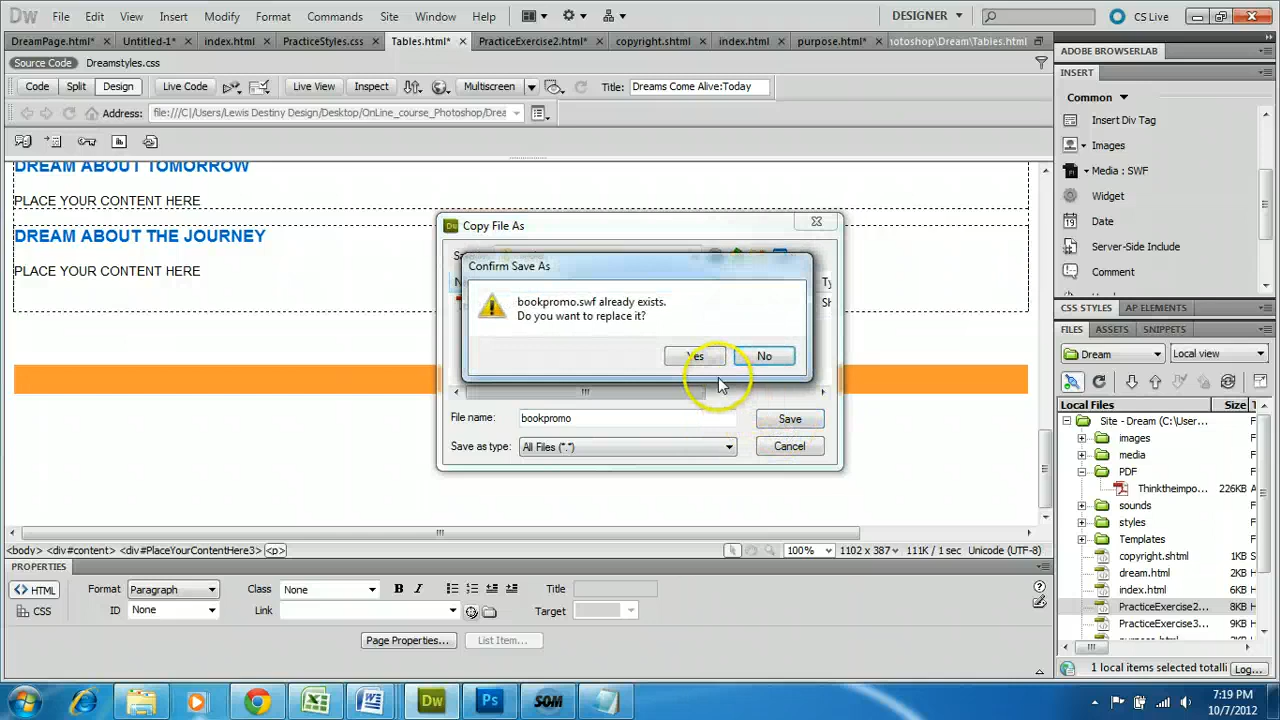 Dw File Edit View Insert Modify Format Commands Site Window Help DESIGNER CS Live
DreamPage.html* Untitled-1* index.html PracticeStyles.css Tables.html* PracticeExercise2.html* copyright.shtml index.html purpose.html* otoshop\Dream\Tables.html
Source Code Dreamstyles.css
Code Split Design Live Code Live View Inspect Multiscreen Title: Dreams Come Alive:Today
Address: file:///C|/Users/Lewis Destiny Design/Desktop/OnLine_course_Photoshop/Drea
DREAM ABOUT TOMORROW
PLACE YOUR CONTENT HERE
DREAM ABOUT THE JOURNEY
PLACE YOUR CONTENT HERE
Copy File As
Confirm Save As
bookpromo.swf already exists.
Do you want to replace it?
Yes No
File name: bookpromo Save
Save as type: All Files (*.*) Cancel
<body> <div#content> <div#PlaceYourContentHere3> <p> 100% 1102 x 387 111K / 1 sec Unicode (UTF-8)
PROPERTIES
HTML Format Paragraph Class None B I Title
CSS ID None Link Target
Page Properties... List Item...
ADOBE BROWSERLAB
INSERT
Common
Insert Div Tag
Images
Media : SWF
Widget
Date
Server-Side Include
Comment
CSS STYLES AP ELEMENTS
FILES ASSETS SNIPPETS
Dream Local view
Local Files Size T
Site - Dream (C:\User... F
images F
media F
PDF F
Thinktheimpo... 226KB A
sounds F
styles F
Templates F
copyright.shtml 1KB S
dream.html 1KB H
index.html 6KB H
PracticeExercise2... 8KB H
PracticeExercise3...
1 local items selected totalli Log...
SOM
7:19 PM
10/7/2012